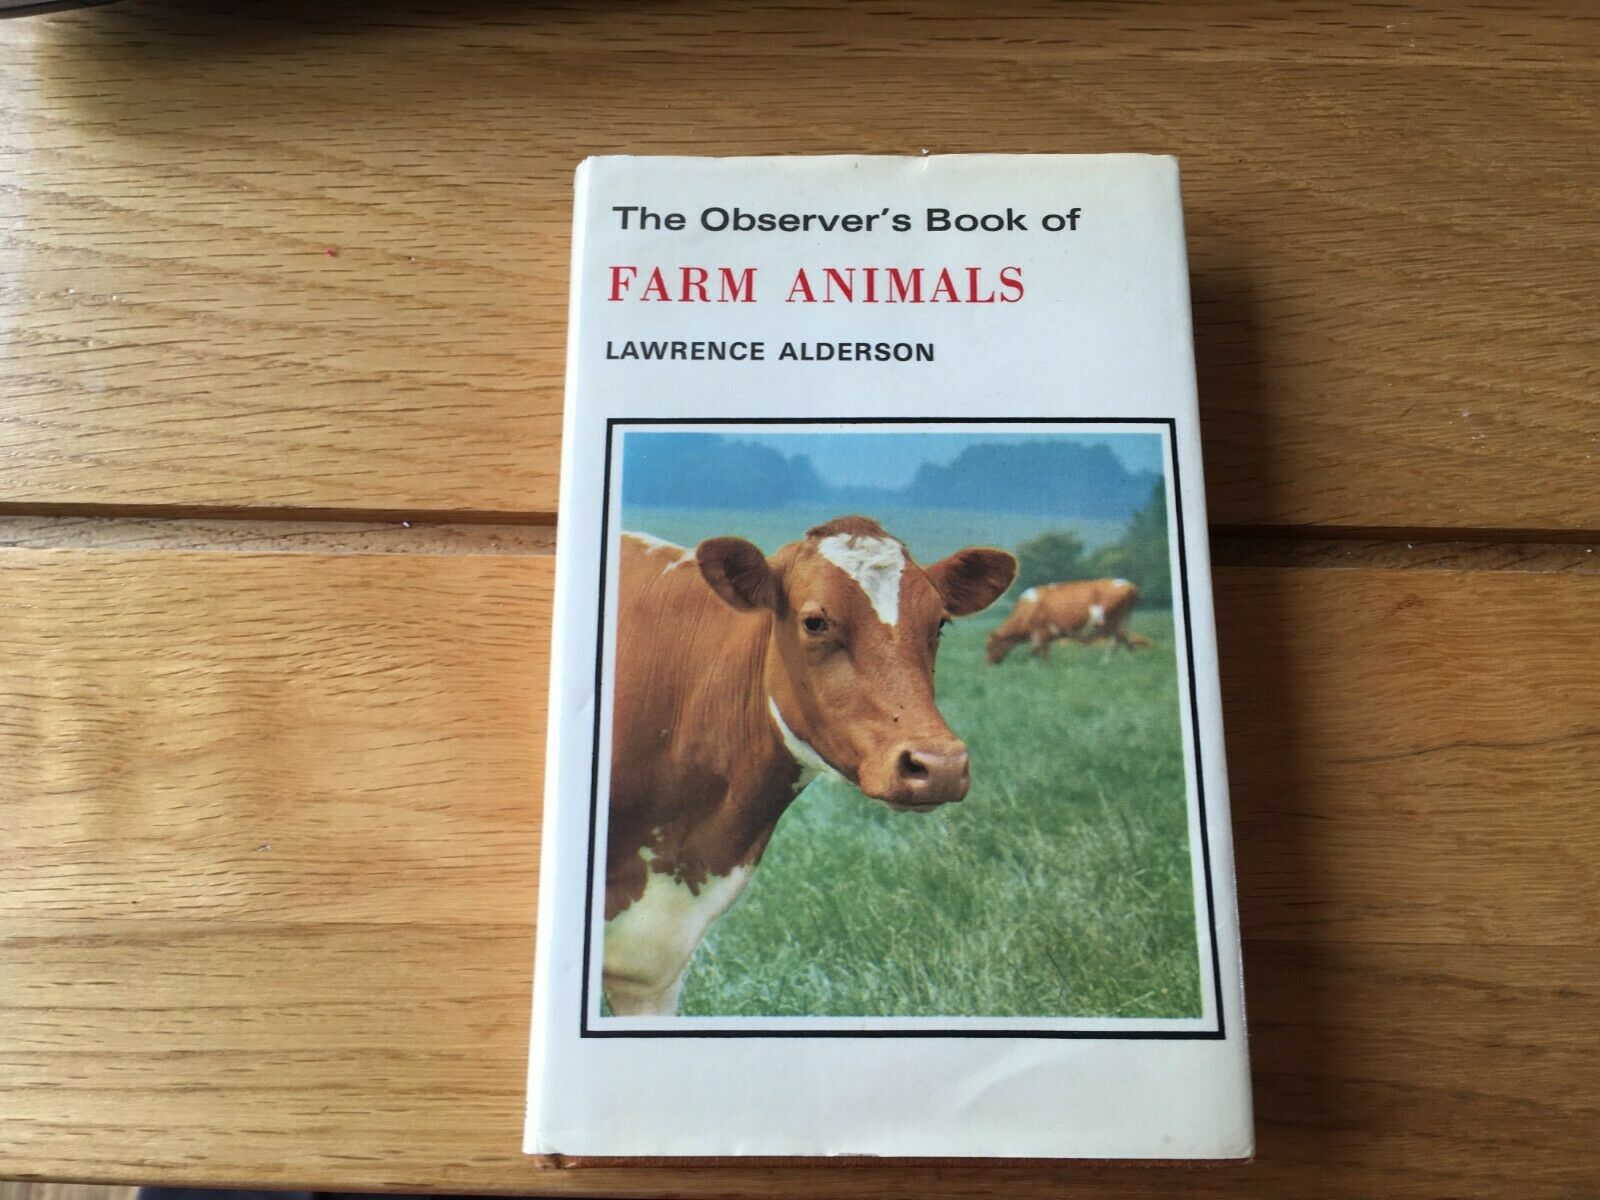 The Observer's Book of
FARM ANIMALS
LAWRENCE ALDERSON